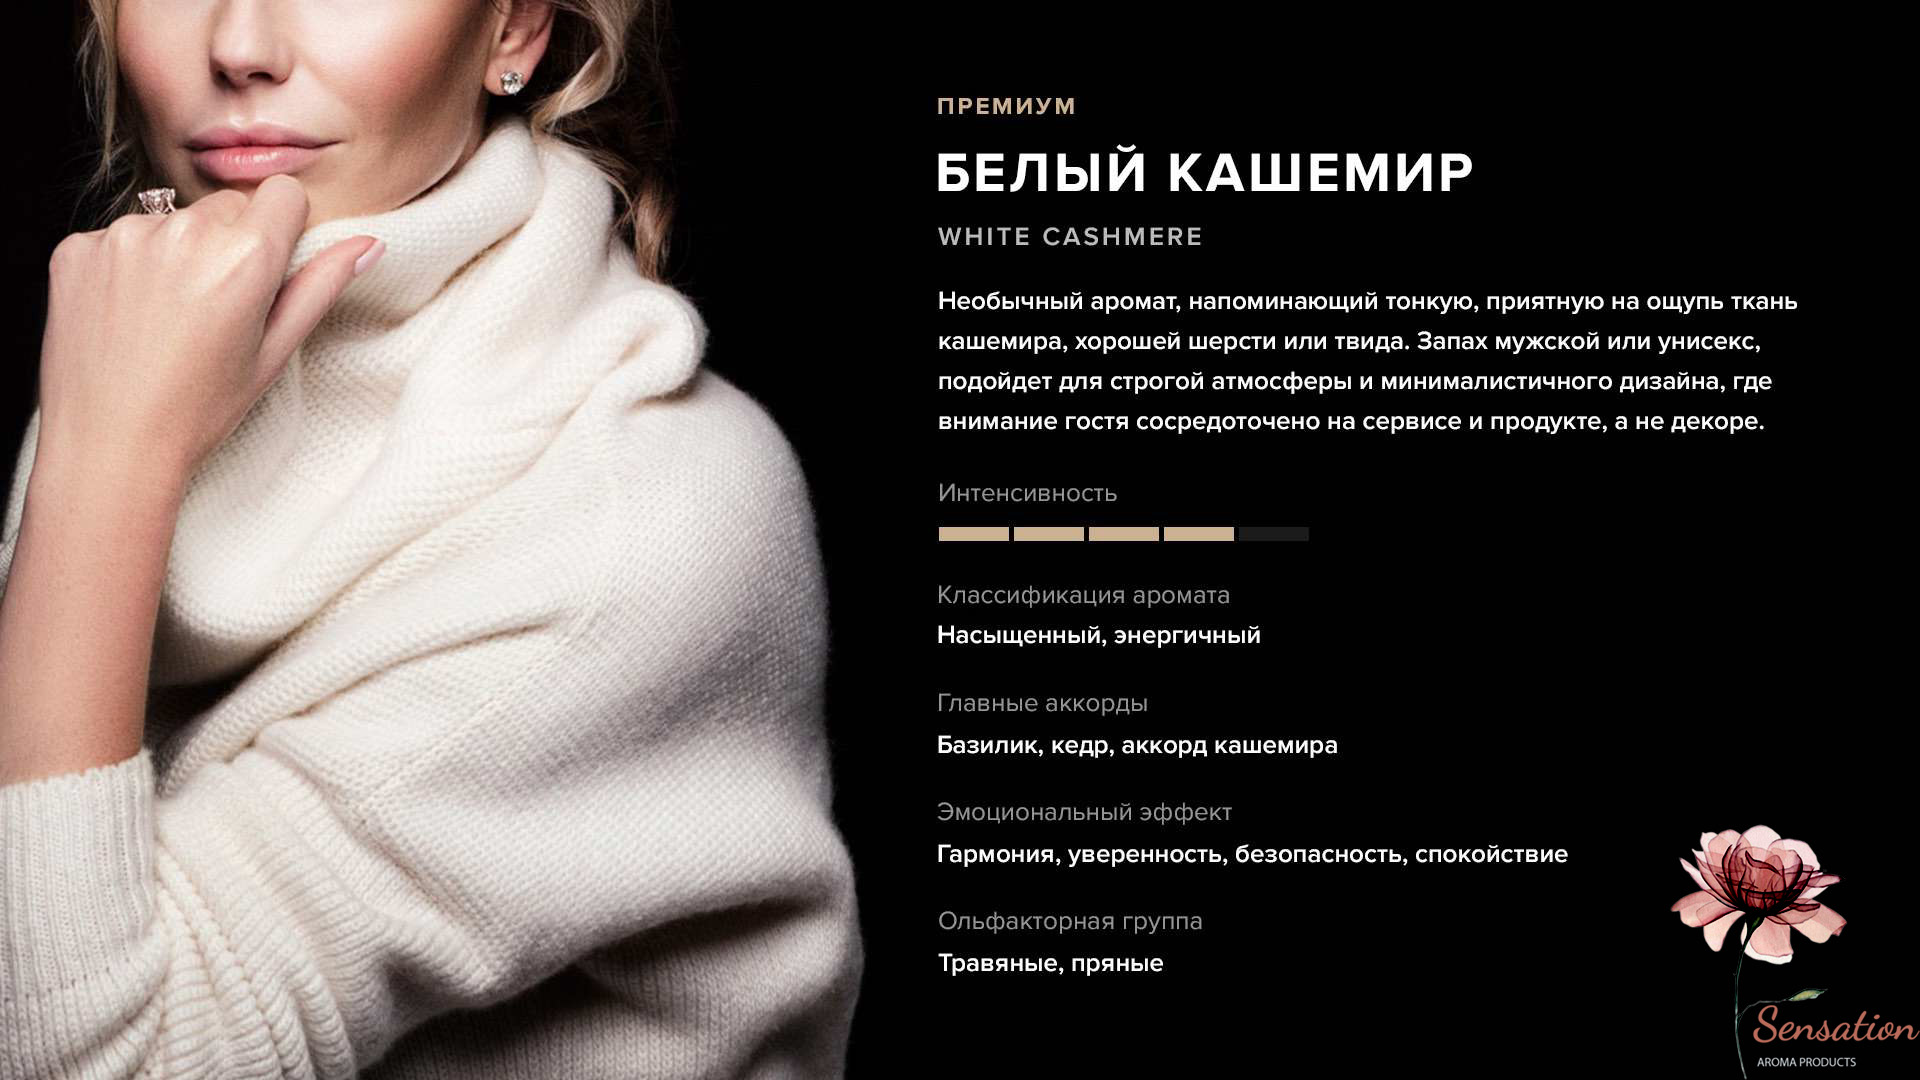 ПРЕМИУМ
БЕЛЫЙ КАШЕМИР
WHITE CASHMERE
Необычный аромат, напоминающий тонкую, приятную на ощупь ткань
кашемира, хорошей шерсти или твида. Запах мужской или унисекс,
подойдет для строгой атмосферы и минималистичного дизайна, где
внимание гостя сосредоточено на сервисе и продукте, а не декоре.
Интенсивность
Классификация аромата
Насыщенный, энергичный
Главные аккорды
Базилик, кедр, аккорд кашемира
Эмоциональный эффект
Гармония, уверенность, безопасность, спокойствие
Ольфакторная группа
Травяные, пряные
Sensation
AROMA PRODUCTS